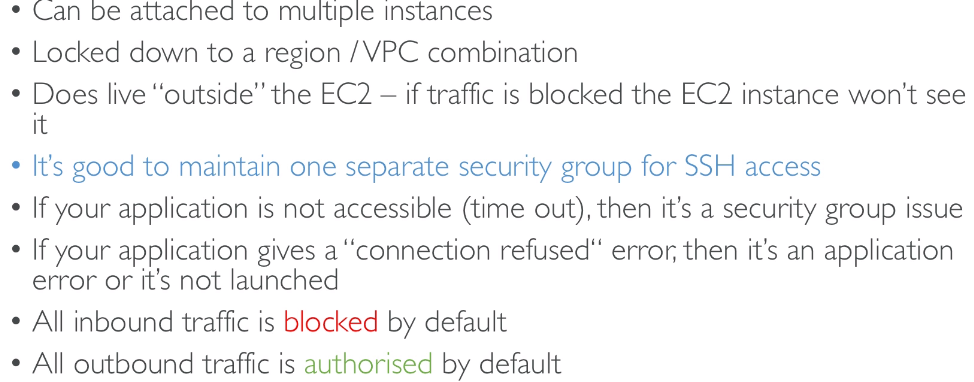 • Can be attached to multiple instances
• Locked down to a region / VPC combination
• Does live “outside” the EC2 – if traffic is blocked the EC2 instance won’t see
it
• It’s good to maintain one separate security group for SSH access
• If your application is not accessible (time out), then it’s a security group issue
• If your application gives a “connection refused“ error, then it’s an application
error or it’s not launched
• All inbound traffic is blocked by default
• All outbound traffic is authorised by default